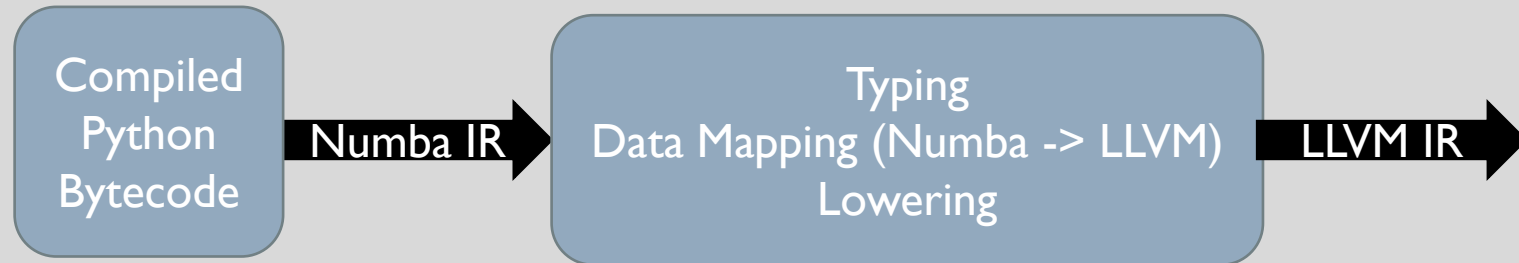 Compiled
Python
Bytecode
Numba IR
Typing
Data Mapping (Numba -> LLVM)
Lowering
LLVM IR